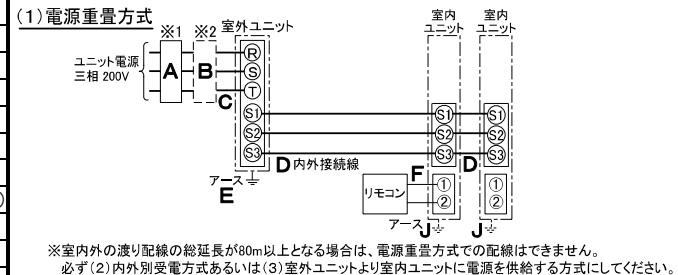 (1)電源重畳方式
※1
※2
室外ユニット
室内
ユニット
室内
ユニット
ユニット電源
三相 200V
A
B
C
R
S
T
S1
S2
S3
D 内外接続線
アース
E
S1
S2
S3
D
S1
S2
S3
F
リモコン
①
②
①
②
アース
J
J
※室内外の渡り配線の総延長が80m以上となる場合は、電源重畳方式での配線はできません。
必ず(2)内外別受電方式あるいは(3)室外ユニットより室内ユニットに電源を供給する方式にしてください。